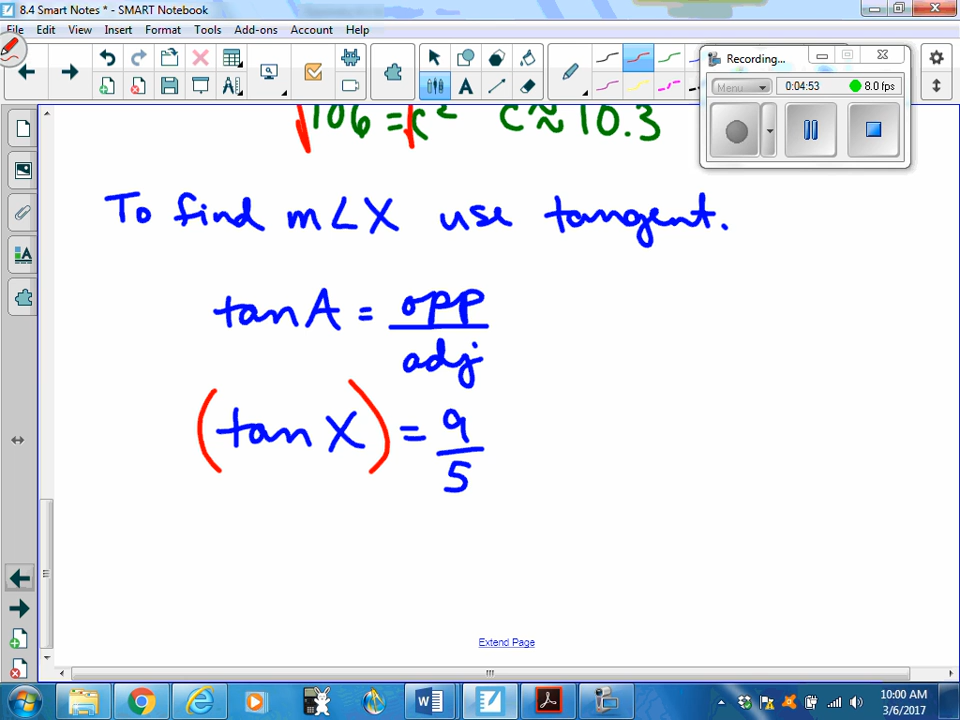 8.4 Smart Notes * - SMART Notebook
File Edit View Insert Format Tools Add-ons Account Help
Recording...
Menu 0:04:53 8.0 fps
√106 = √c² c ≈ 10.3
To find m∠X use tangent.
tan A = opp
adj
(tan X) = 9
5
Extend Page
10:00 AM
3/6/2017